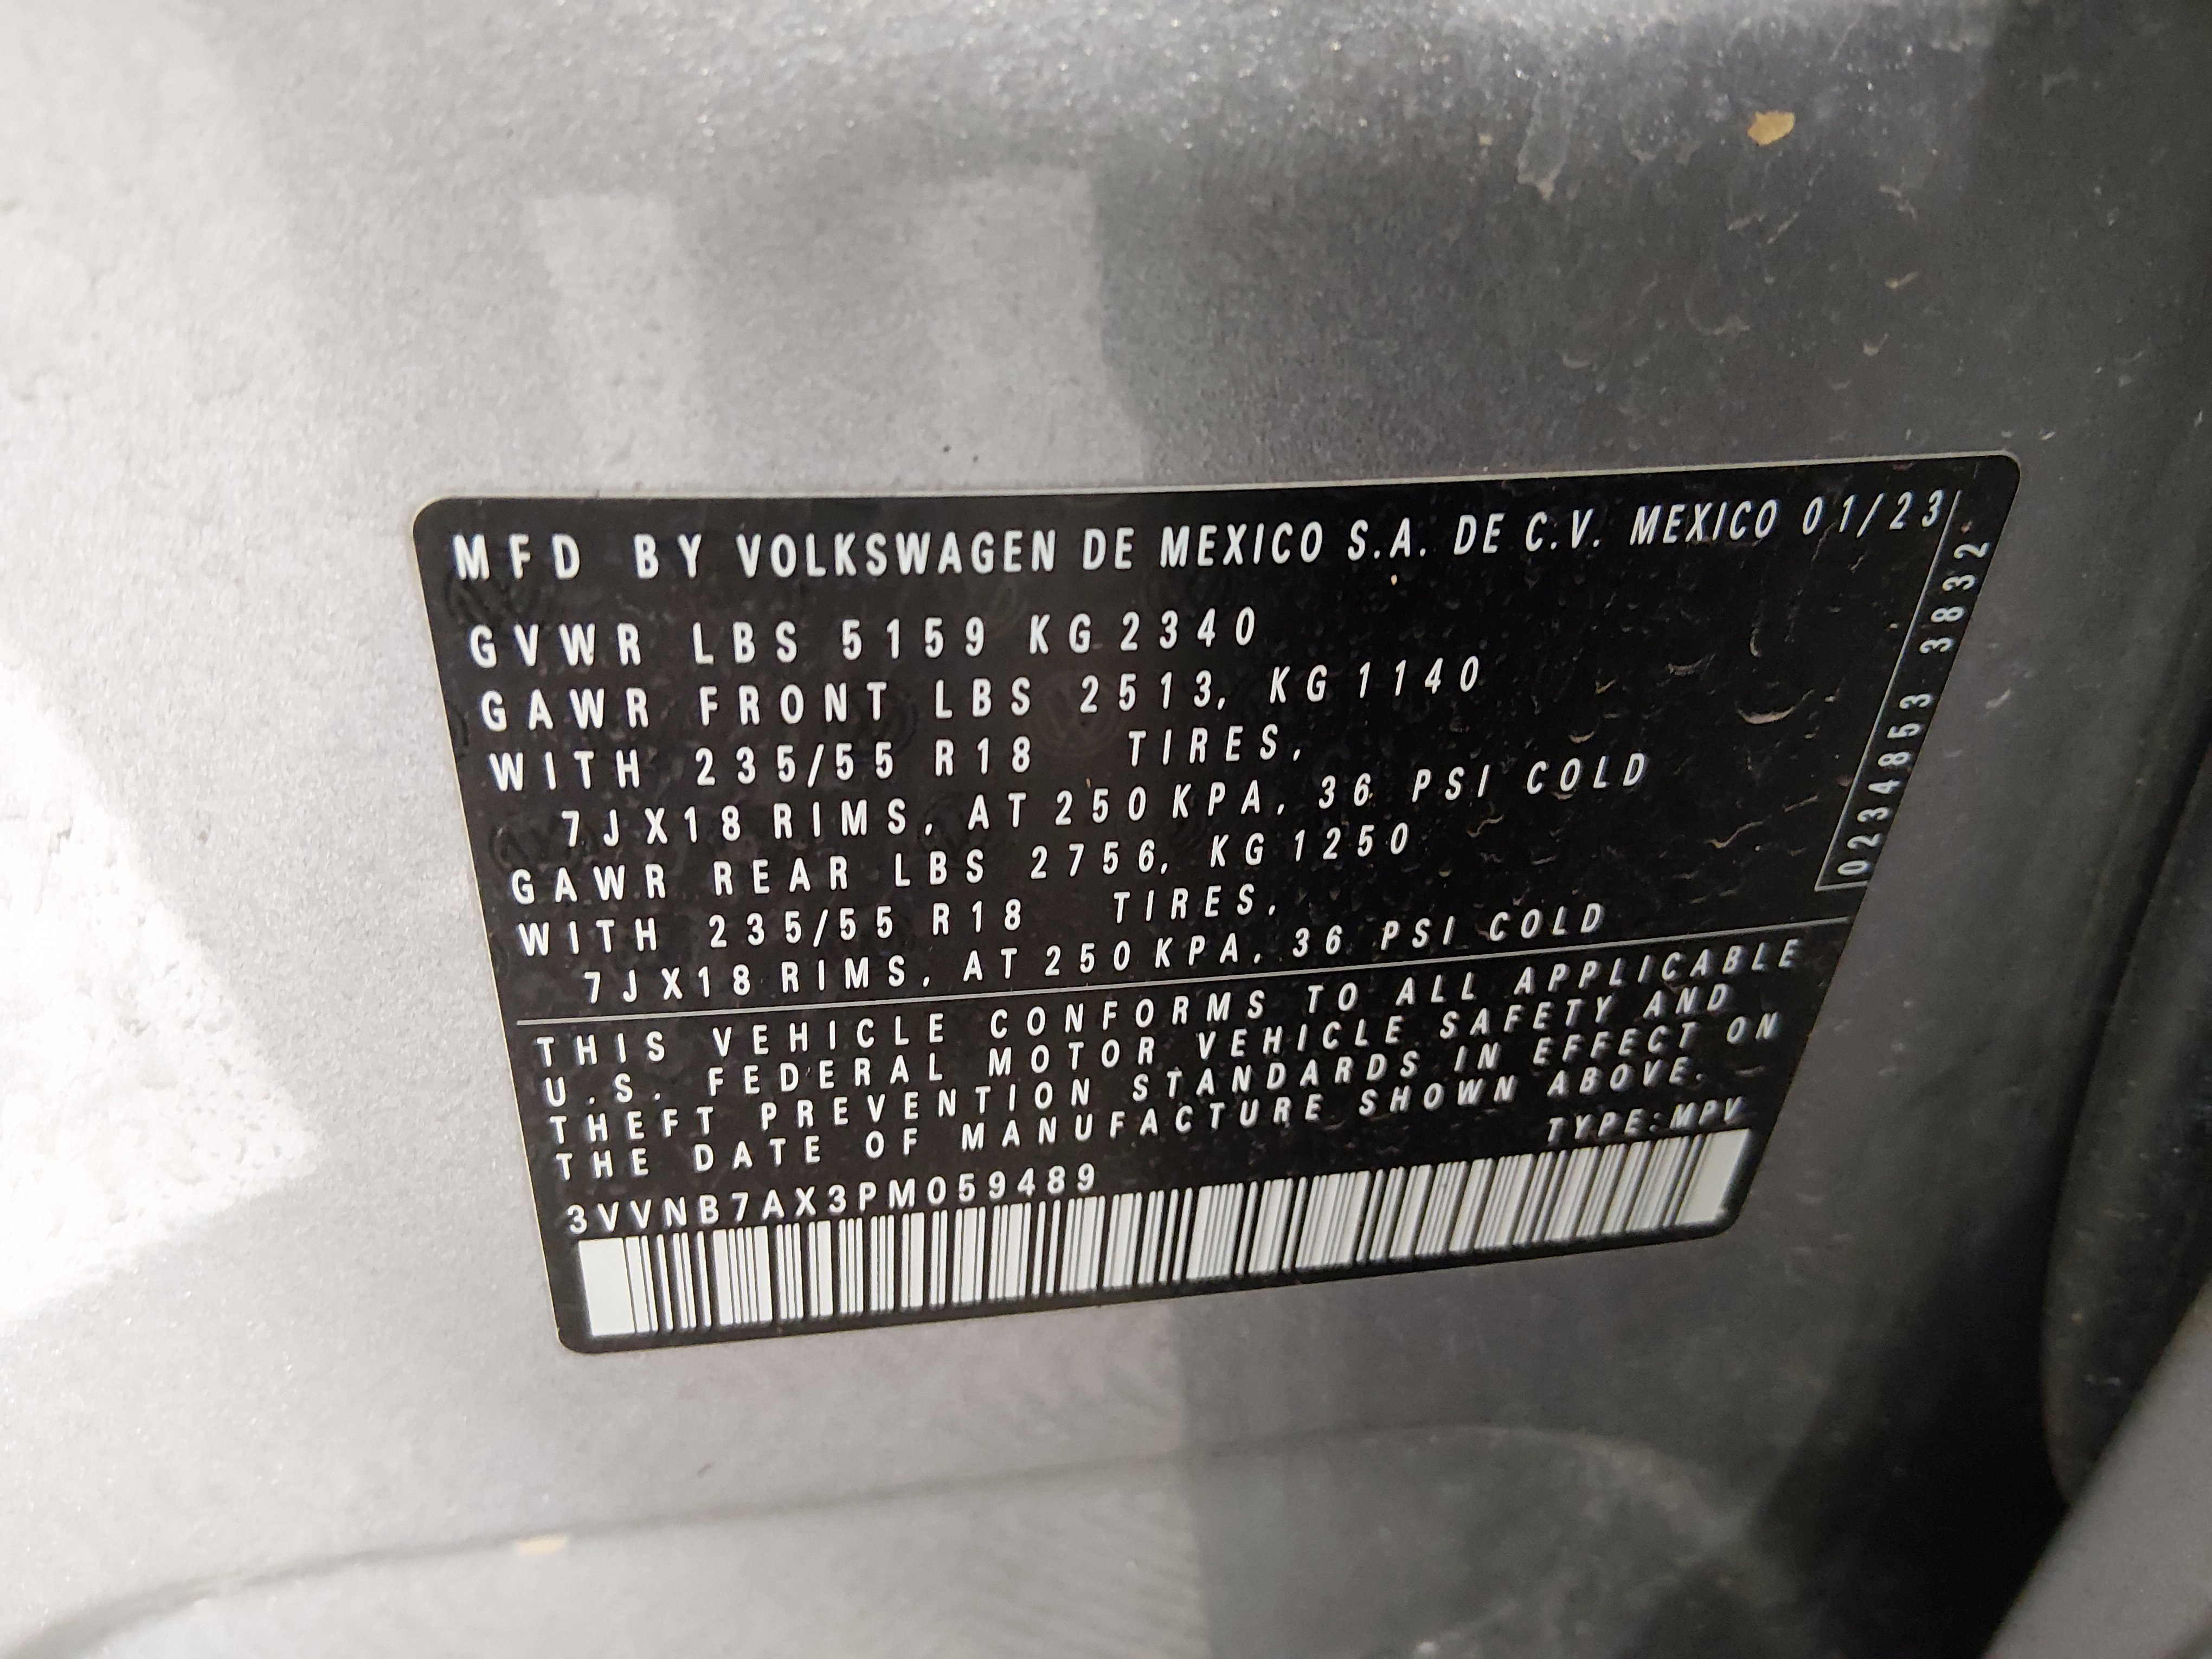 MFD BY VOLKSWAGEN DE MEXICO S.A. DE C.V. MEXICO 01/23
GVWR LBS 5159 KG 2340
GAWR FRONT LBS 2513, KG 1140
WITH 235/55 R18 TIRES,
7JX18 RIMS, AT 250 KPA, 36 PSI COLD
GAWR REAR LBS 2756, KG 1250
WITH 235/55 R18 TIRES,
7JX18 RIMS, AT 250 KPA, 36 PSI COLD
0234853 3832
THIS VEHICLE CONFORMS TO ALL APPLICABLE
U.S. FEDERAL MOTOR VEHICLE SAFETY AND
THEFT PREVENTION STANDARDS IN EFFECT ON
THE DATE OF MANUFACTURE SHOWN ABOVE.
TYPE: MPV
3VVNB7AX3PM059489